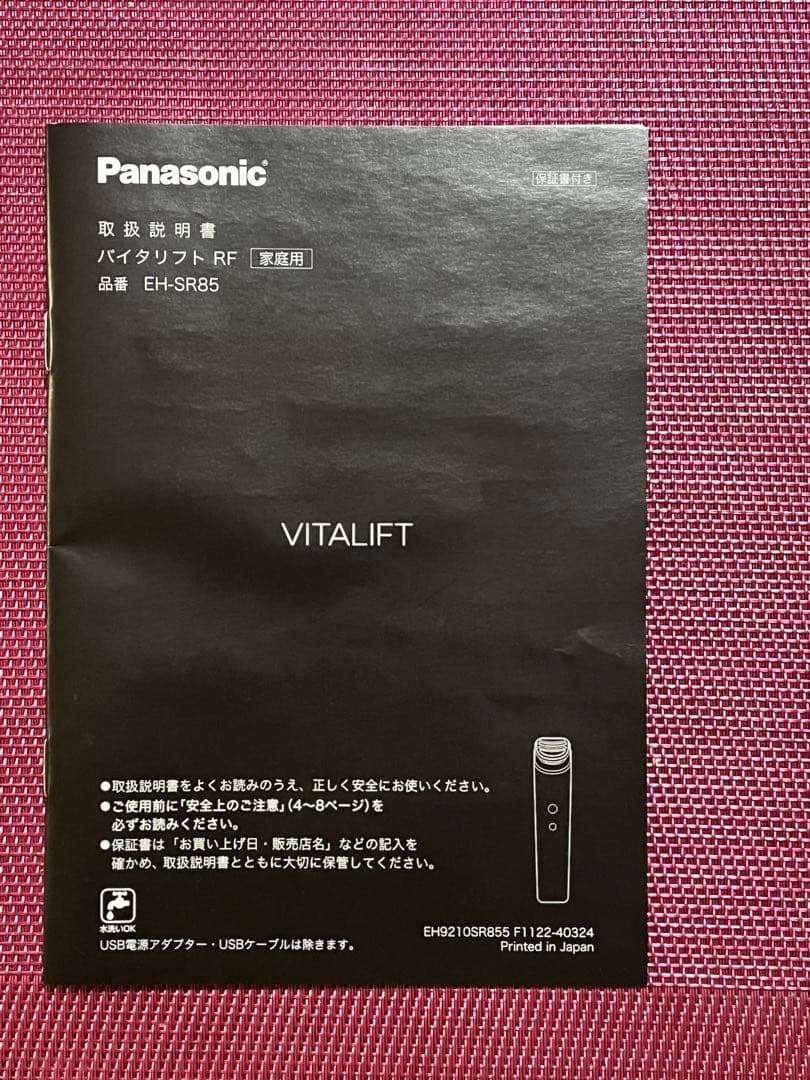 Panasonic
保証書付き
取扱説明書
バイタリフト RF 家庭用
品番 EH-SR85
VITALIFT
●取扱説明書をよくお読みのうえ、正しく安全にお使いください。
●ご使用前に「安全上のご注意」(4〜8ページ)を
必ずお読みください。
●保証書は「お買い上げ日・販売店名」などの記入を
確かめ、取扱説明書とともに大切に保管してください。
水洗いOK
USB電源アダプター・USBケーブルは除きます。
EH9210SR855 F1122-40324
Printed in Japan